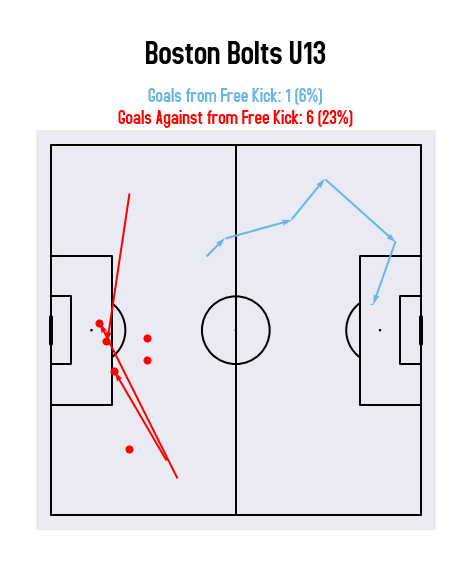 Boston Bolts U13
Goals from Free Kick: 1 (6%)
Goals Against from Free Kick: 6 (23%)